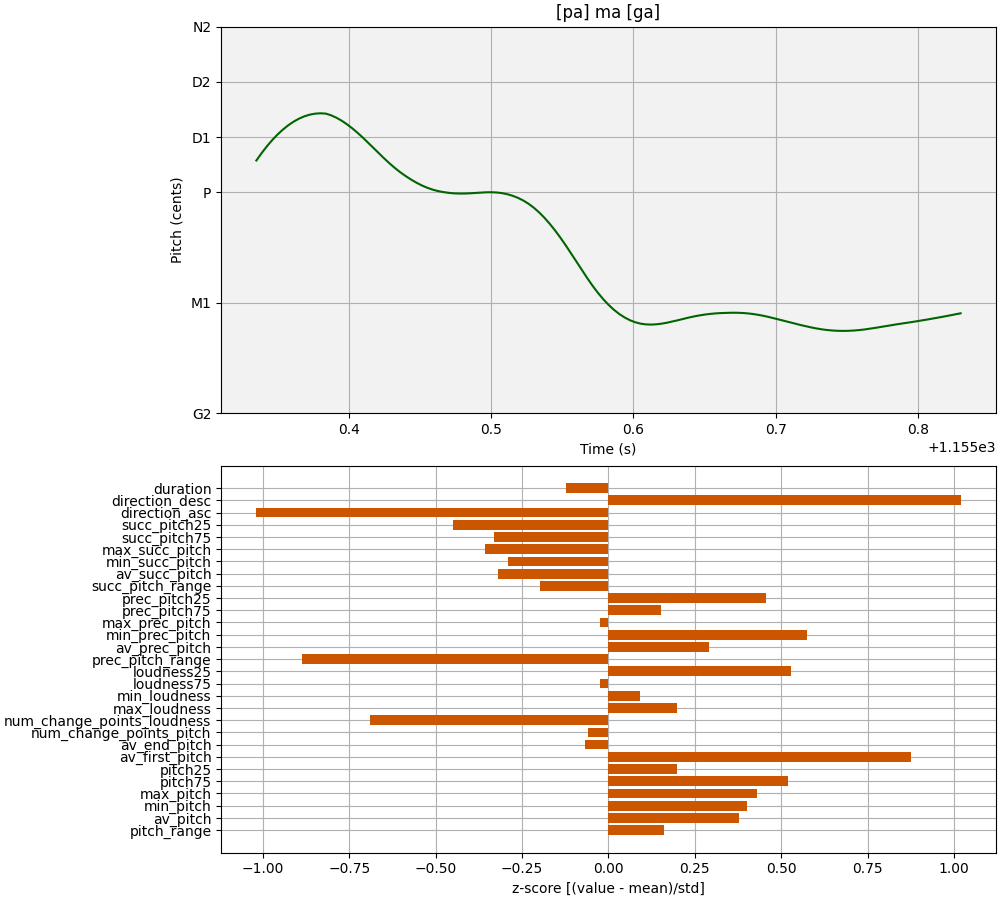 [pa] ma [ga]
N2
D2
D1
P
M1
G2
Pitch (cents)
0.4 0.5 0.6 0.7 0.8
Time (s)
+1.155e3
duration
direction_desc
direction_asc
succ_pitch25
succ_pitch75
max_succ_pitch
min_succ_pitch
av_succ_pitch
succ_pitch_range
prec_pitch25
prec_pitch75
max_prec_pitch
min_prec_pitch
av_prec_pitch
prec_pitch_range
loudness25
loudness75
min_loudness
max_loudness
num_change_points_loudness
num_change_points_pitch
av_end_pitch
av_first_pitch
pitch25
pitch75
max_pitch
min_pitch
av_pitch
pitch_range
−1.00 −0.75 −0.50 −0.25 0.00 0.25 0.50 0.75 1.00
z-score [(value - mean)/std]